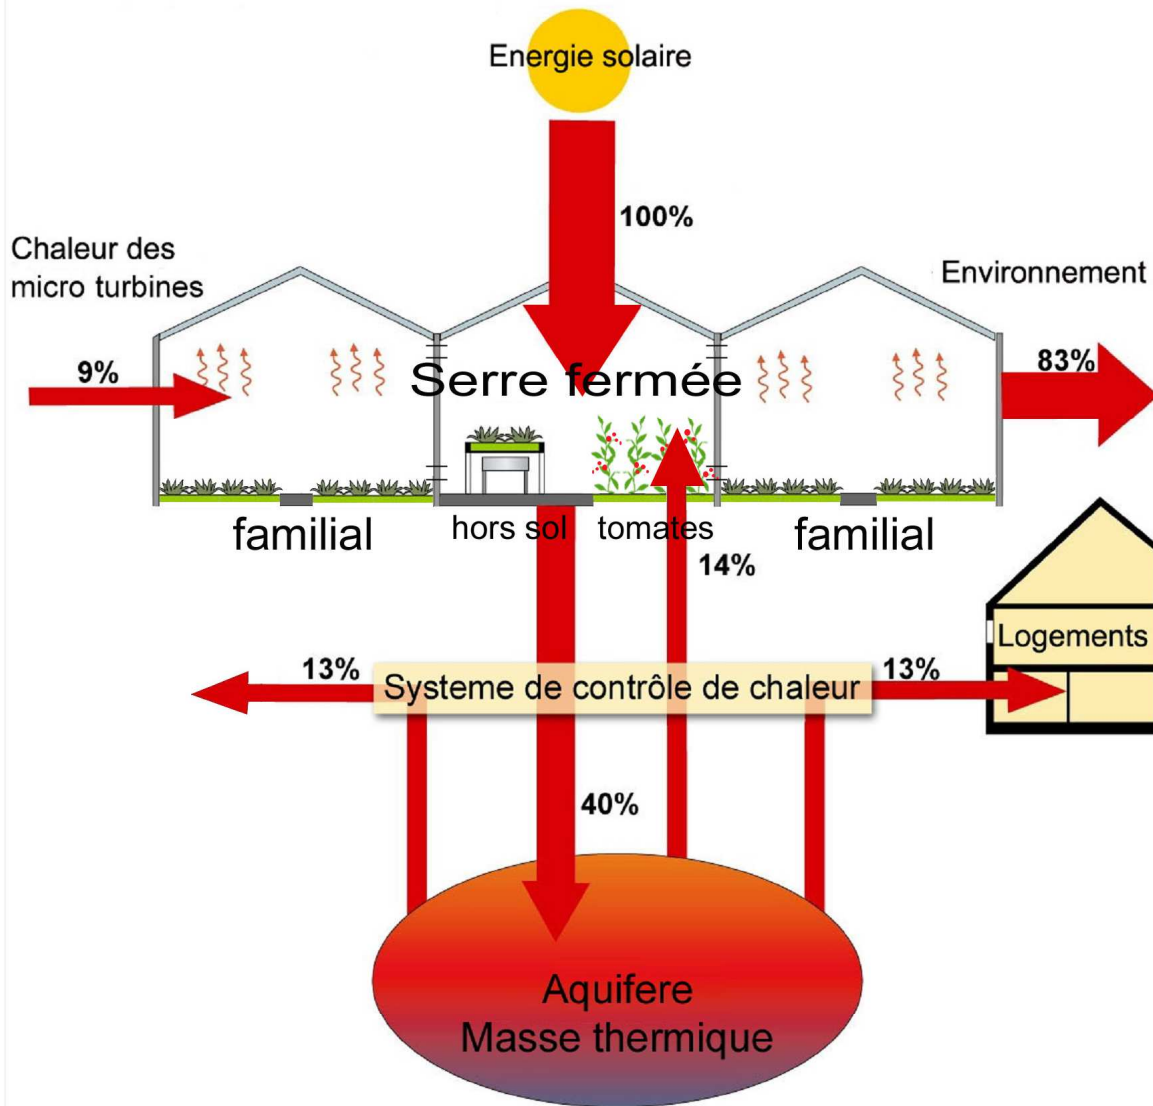 Energie solaire
100%
Chaleur des
micro turbines
Environnement
9%
83%
Serre fermée
familial
hors sol
tomates
familial
14%
Logements
13%
Systeme de contrôle de chaleur
13%
40%
Aquifere
Masse thermique